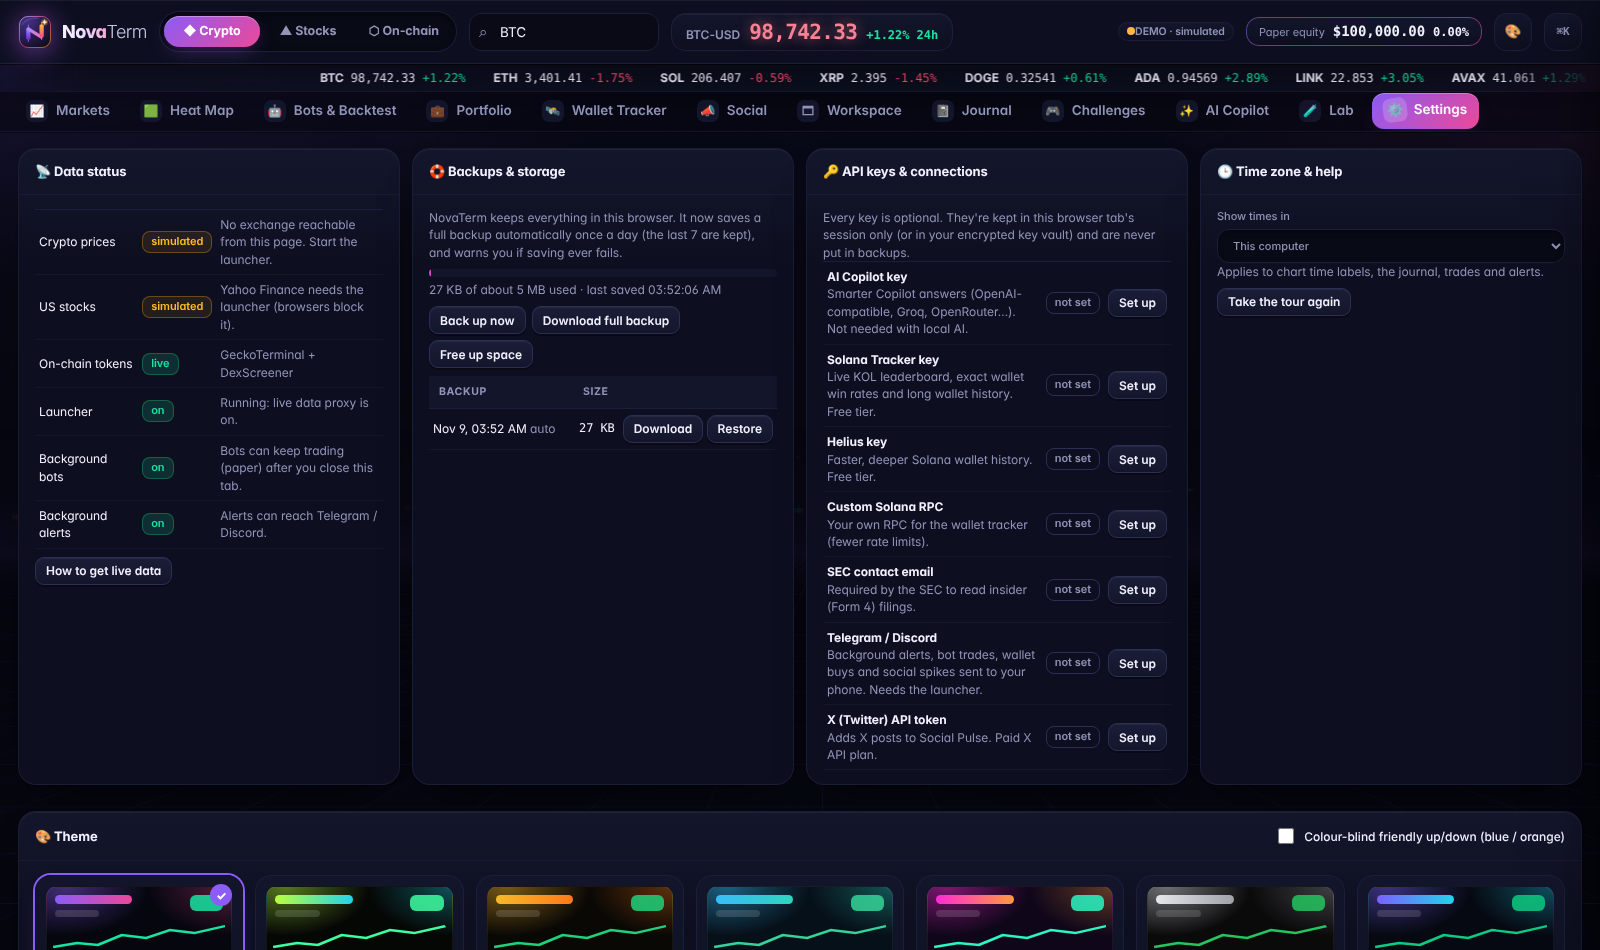 NovaTerm
Crypto
Stocks
On-chain
BTC
BTC-USD 98,742.33 +1.22% 24h
DEMO · simulated
Paper equity $100,000.00 0.00%
⌘K
BTC 98,742.33 +1.22% ETH 3,401.41 -1.75% SOL 206.407 -0.59% XRP 2.395 -1.45% DOGE 0.32541 +0.61% ADA 0.94569 +2.89% LINK 22.853 +3.05% AVAX 41.061 +1.29%
Markets
Heat Map
Bots & Backtest
Portfolio
Wallet Tracker
Social
Workspace
Journal
Challenges
AI Copilot
Lab
Settings
Data status
Crypto prices
simulated
No exchange reachable
from this page. Start the
launcher.
US stocks
simulated
Yahoo Finance needs the
launcher (browsers block
it).
On-chain tokens
live
GeckoTerminal +
DexScreener
Launcher
on
Running: live data proxy is
on.
Background
bots
on
Bots can keep trading
(paper) after you close this
tab.
Background
alerts
on
Alerts can reach Telegram /
Discord.
How to get live data
Backups & storage
NovaTerm keeps everything in this browser. It now saves a
full backup automatically once a day (the last 7 are kept),
and warns you if saving ever fails.
27 KB of about 5 MB used · last saved 03:52:06 AM
Back up now
Download full backup
Free up space
BACKUP SIZE
Nov 9, 03:52 AM auto 27 KB Download Restore
API keys & connections
Every key is optional. They're kept in this browser tab's
session only (or in your encrypted key vault) and are never
put in backups.
AI Copilot key
Smarter Copilot answers (OpenAI-
compatible, Groq, OpenRouter...).
Not needed with local AI.
not set
Set up
Solana Tracker key
Live KOL leaderboard, exact wallet
win rates and long wallet history.
Free tier.
not set
Set up
Helius key
Faster, deeper Solana wallet history.
Free tier.
not set
Set up
Custom Solana RPC
Your own RPC for the wallet tracker
(fewer rate limits).
not set
Set up
SEC contact email
Required by the SEC to read insider
(Form 4) filings.
not set
Set up
Telegram / Discord
Background alerts, bot trades, wallet
buys and social spikes sent to your
phone. Needs the launcher.
not set
Set up
X (Twitter) API token
Adds X posts to Social Pulse. Paid X
API plan.
not set
Set up
Time zone & help
Show times in
This computer
Applies to chart time labels, the journal, trades and alerts.
Take the tour again
Theme
Colour-blind friendly up/down (blue / orange)